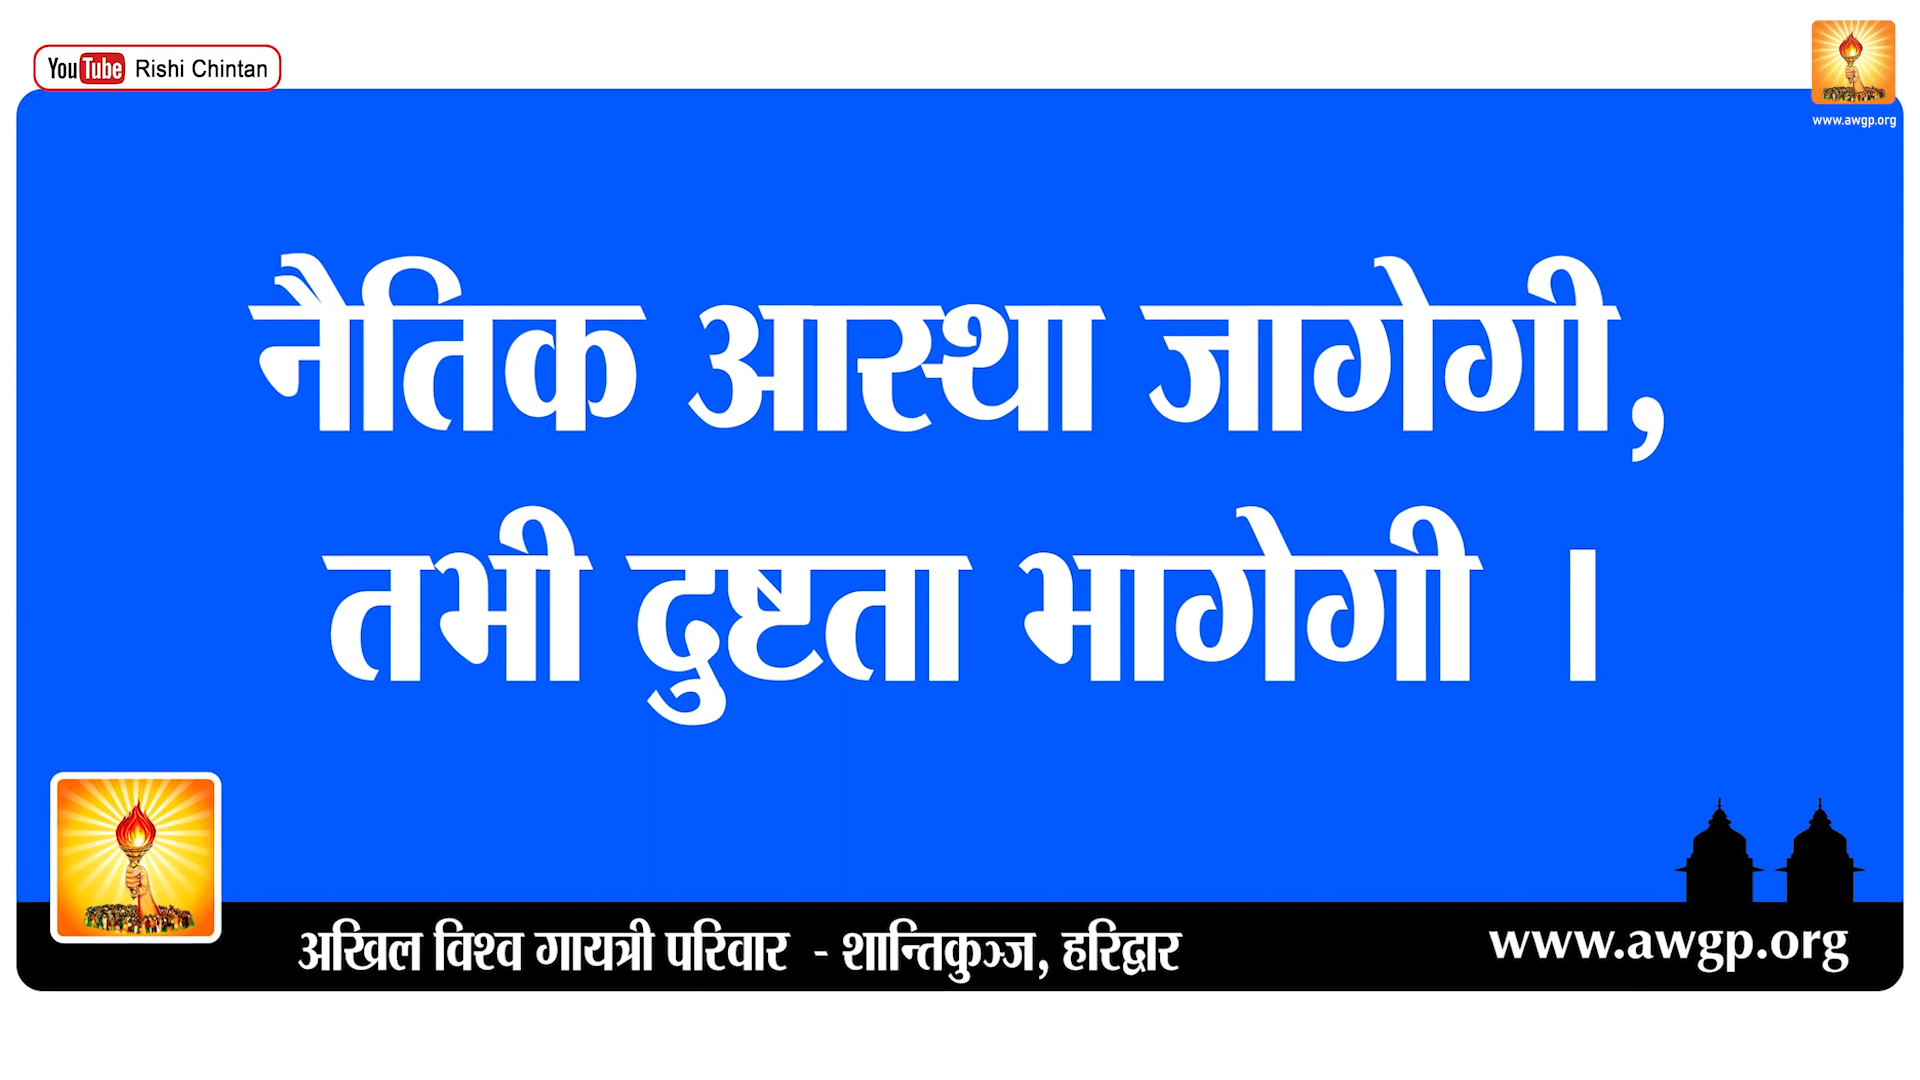 YouTube Rishi Chintan
www.awgp.org
नैतिक आस्था जागेगी,
तभी दुष्टता भागेगी ।
अखिल विश्व गायत्री परिवार - शान्तिकुञ्ज, हरिद्वार
www.awgp.org